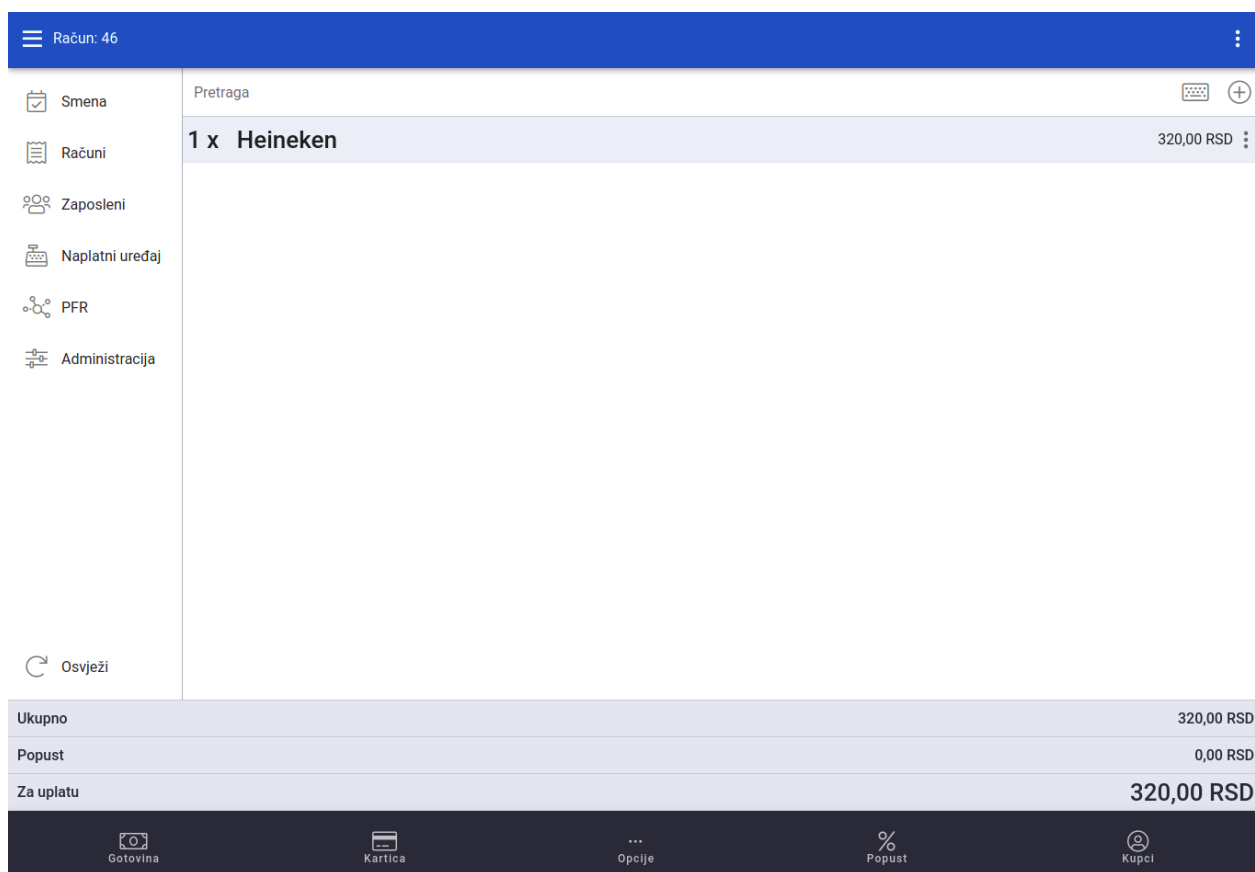 Račun: 46
Smena
Računi
Zaposleni
Naplatni uređaj
PFR
Administracija
Osvježi
Pretraga
1 x Heineken 320,00 RSD
Ukupno 320,00 RSD
Popust 0,00 RSD
Za uplatu 320,00 RSD
Gotovina Kartica Opcije Popust Kupci